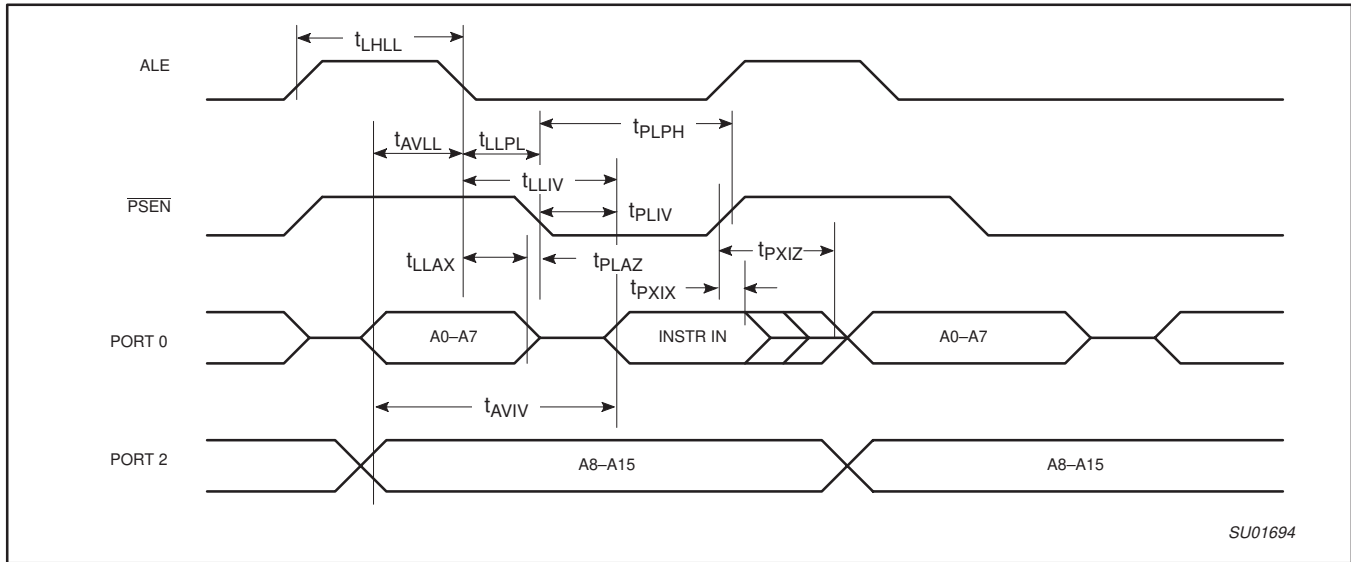 ALE
tLHLL
tAVLL
tLLPL
tPLPH
tLLIV
PSEN
tPLIV
tLLAX
tPLAZ
tPXIZ
tPXIX
PORT 0
A0–A7
INSTR IN
A0–A7
tAVIV
PORT 2
A8–A15
A8–A15
SU01694